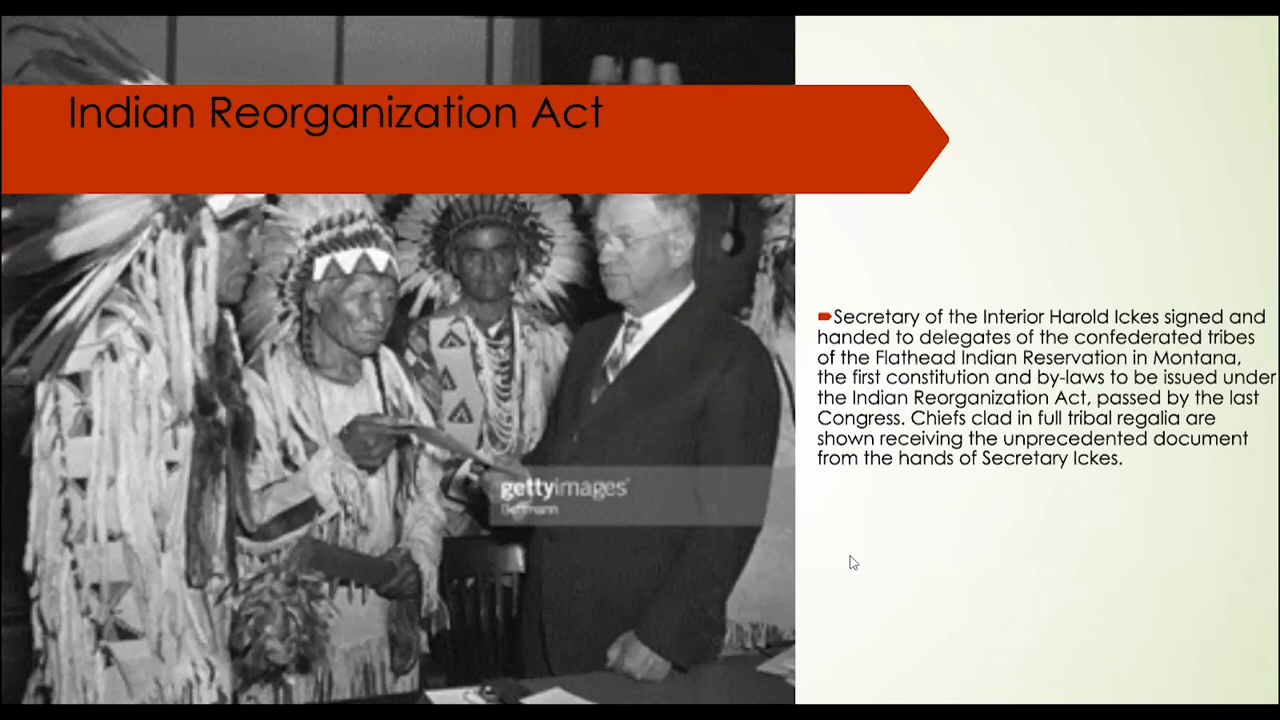 Indian Reorganization Act
Secretary of the Interior Harold Ickes signed and
handed to delegates of the confederated tribes
of the Flathead Indian Reservation in Montana,
the first constitution and by-laws to be issued under
the Indian Reorganization Act, passed by the last
Congress. Chiefs clad in full tribal regalia are
shown receiving the unprecedented document
from the hands of Secretary Ickes.
gettyimages®
Bettmann